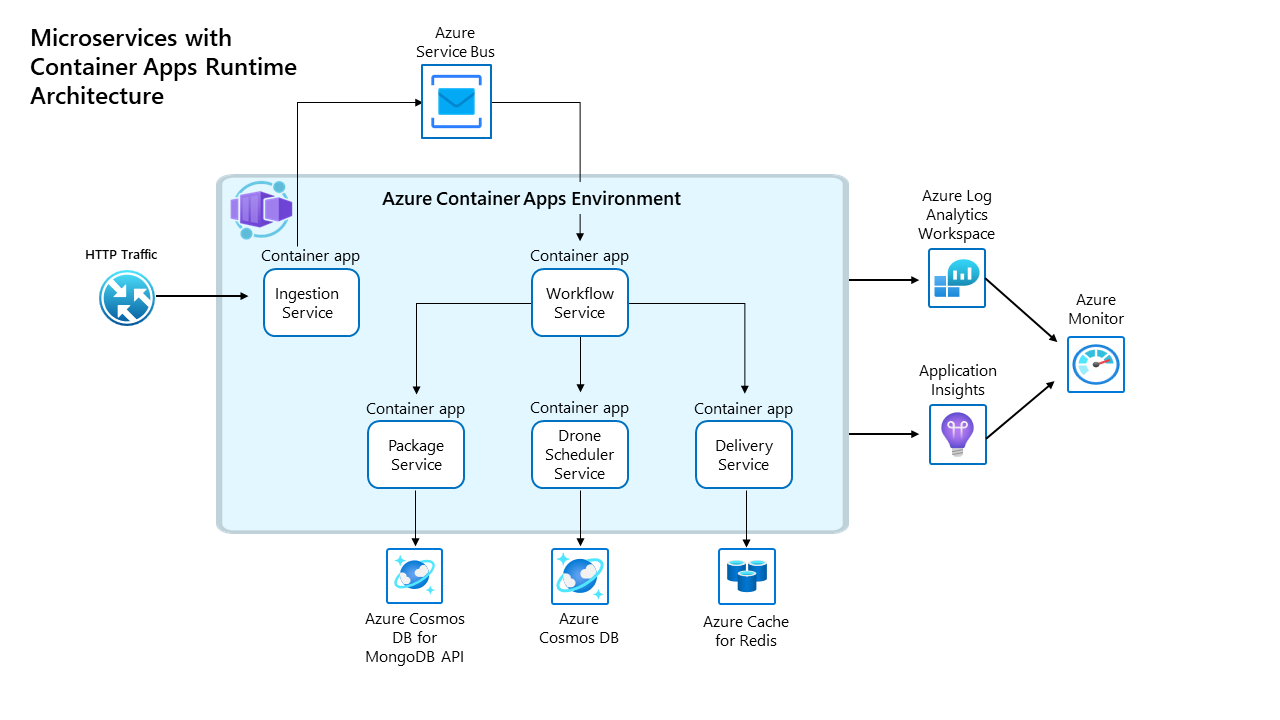 Microservices with
Container Apps Runtime
Architecture
Azure
Service Bus
Azure Container Apps Environment
HTTP Traffic
Container app
Ingestion
Service
Container app
Workflow
Service
Container app
Package
Service
Container app
Drone
Scheduler
Service
Container app
Delivery
Service
Azure Cosmos
DB for
MongoDB API
Azure
Cosmos DB
Azure Cache
for Redis
Azure Log
Analytics
Workspace
Application
Insights
Azure
Monitor